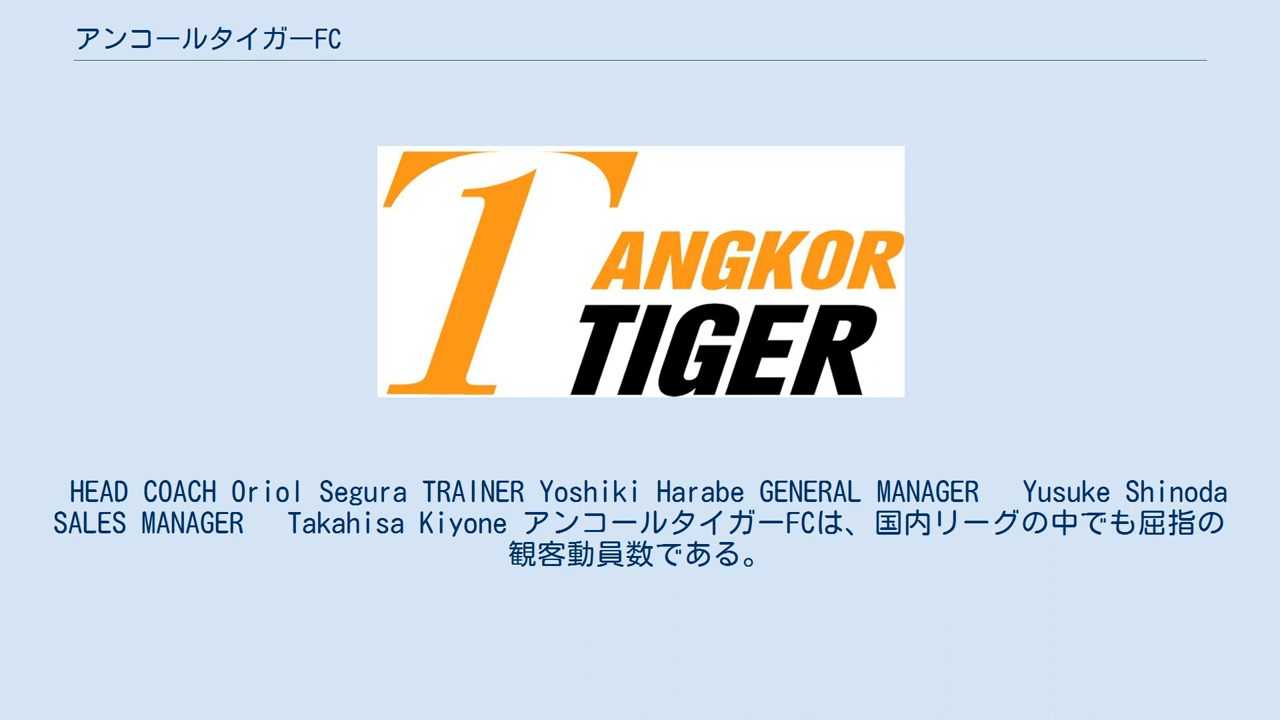 アンコールタイガーFC
ANGKOR
TIGER
HEAD COACH Oriol Segura TRAINER Yoshiki Harabe GENERAL MANAGER　Yusuke Shinoda
SALES MANAGER　Takahisa Kiyone アンコールタイガーFCは、国内リーグの中でも屈指の
観客動員数である。